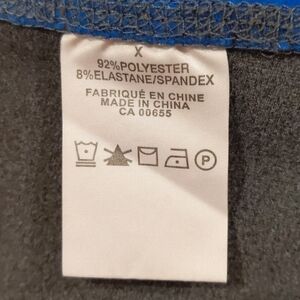 X
92%POLYESTER
8%ELASTANE/SPANDEX
FABRIQUÉ EN CHINE
MADE IN CHINA
CA 00655
P